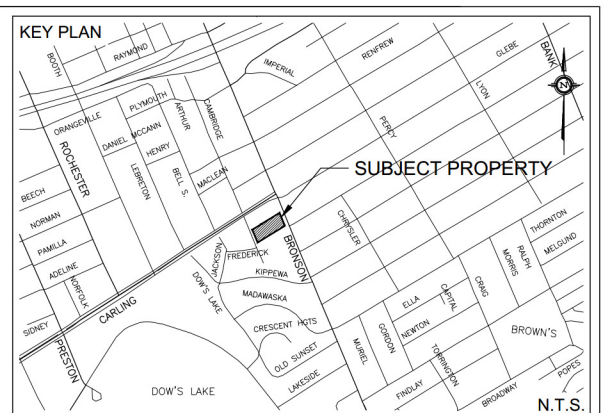 KEY PLAN
BOOTH
RAYMOND
IMPERIAL
RENFREW
GLEBE
BANK
N
LYON
PERCY
ORANGEVILLE
PLYMOUTH
ARTHUR
CAMBRIDGE
DANIEL
MCCANN
HENRY
ROCHESTER
LEBRETON
BELL S.
MACLEAN
SUBJECT PROPERTY
BEECH
NORMAN
PAMILLA
ADELINE
NORFOLK
SIDNEY
PRESTON
CARLING
DOW'S LAKE
JACKSON
FREDERICK
KIPPEWA
MADAWASKA
CRESCENT HGTS
OLD SUNSET
LAKESIDE
BRONSON
CHRYSLER
MURIEL
GORDON
ELLA
NEWTON
CAPITAL
CRAIG
MORRIS
RALPH
THORNTON
MELGUND
BROWN'S
TORRINGTON
FINDLAY
BROADWAY
POPES
DOW'S LAKE
N.T.S.